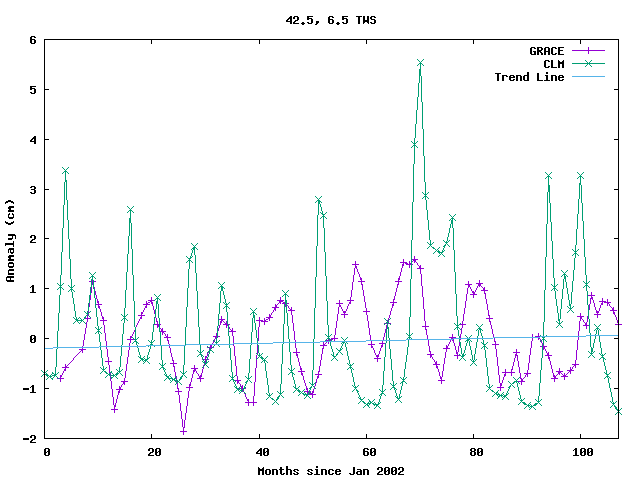 42.5, 6.5 TWS
GRACE
CLM
Trend Line
Anomaly (cm)
6
5
4
3
2
1
0
-1
-2
0 20 40 60 80 100
Months since Jan 2002